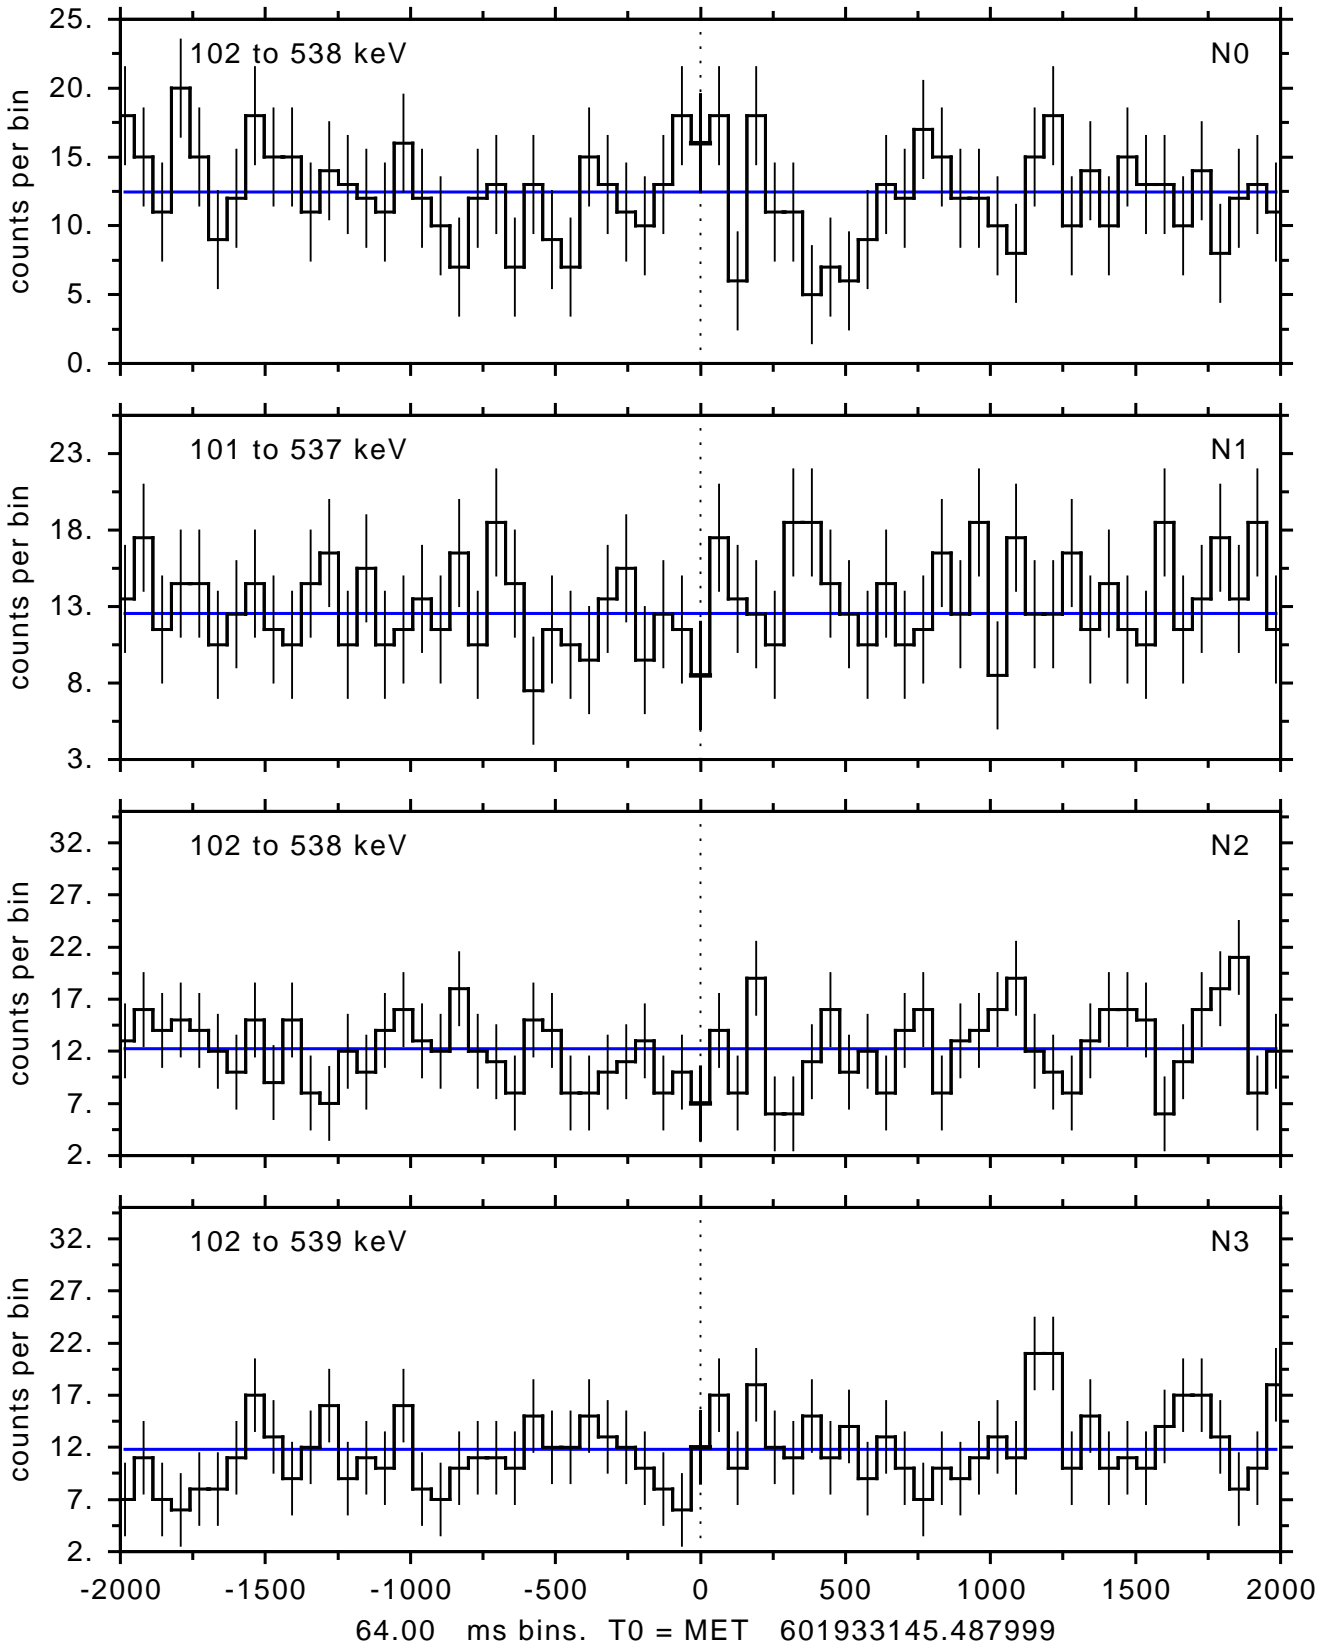 25.
102 to 538 keV N0
20.
15.
10.
5.
0.
counts per bin
101 to 537 keV N1
23.
18.
13.
8.
3.
counts per bin
102 to 538 keV N2
32.
27.
22.
17.
12.
7.
2.
counts per bin
102 to 539 keV N3
32.
27.
22.
17.
12.
7.
2.
counts per bin
-2000 -1500 -1000 -500 0 500 1000 1500 2000
64.00 ms bins. T0 = MET 601933145.487999